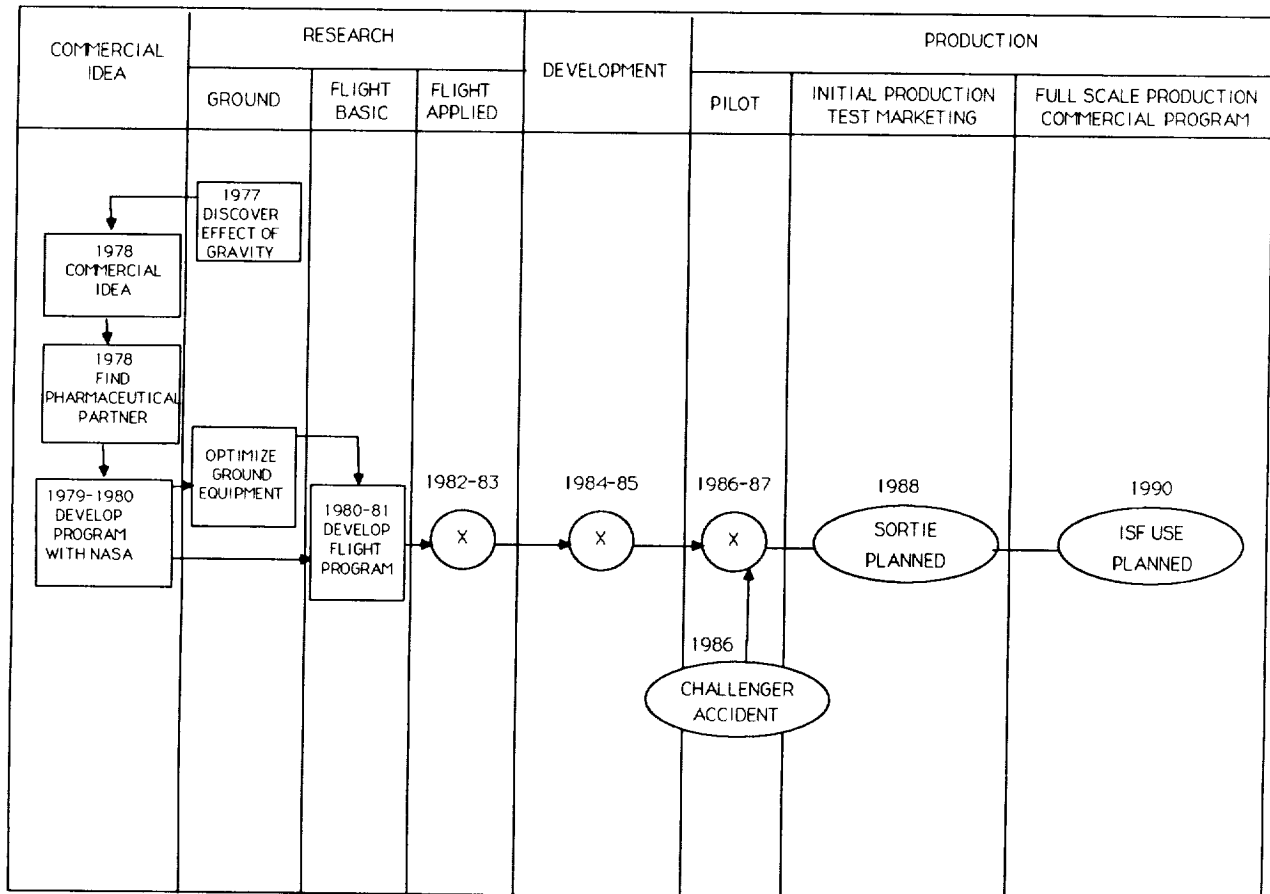 COMMERCIAL
IDEA
RESEARCH
DEVELOPMENT
PRODUCTION
GROUND
FLIGHT
BASIC
FLIGHT
APPLIED
PILOT
INITIAL PRODUCTION
TEST MARKETING
FULL SCALE PRODUCTION
COMMERCIAL PROGRAM
1977
DISCOVER
EFFECT OF
GRAVITY
1978
COMMERCIAL
IDEA
1978
FIND
PHARMACEUTICAL
PARTNER
1979-1980
DEVELOP
PROGRAM
WITH NASA
OPTIMIZE
GROUND
EQUIPMENT
1980-81
DEVELOP
FLIGHT
PROGRAM
1982-83
X
1984-85
X
1986-87
X
1988
SORTIE
PLANNED
1990
ISF USE
PLANNED
1986
CHALLENGER
ACCIDENT